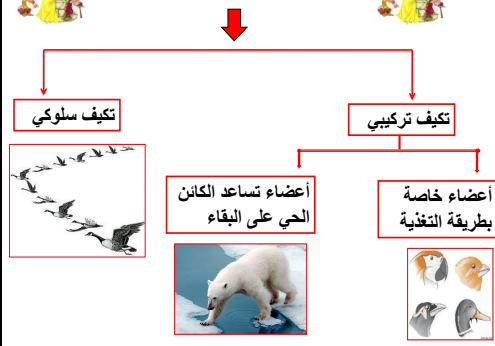 تكيف تركيبي
تكيف سلوكي
أعضاء خاصة
بطريقة التغذية
أعضاء تساعد الكائن
الحي على البقاء